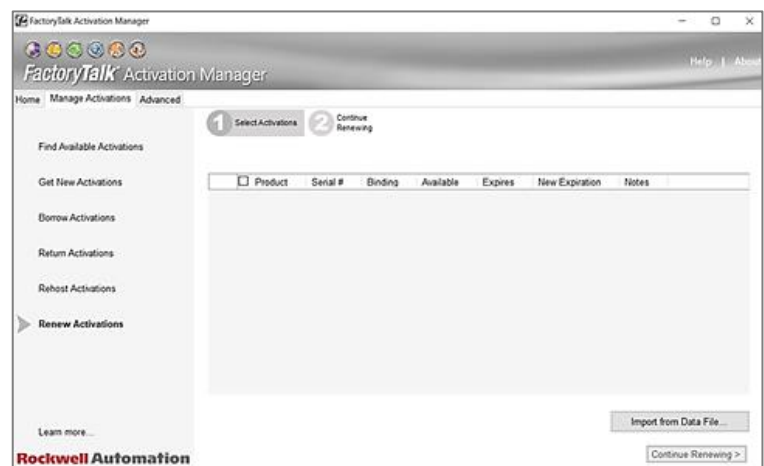 FactoryTalk Activation Manager
FactoryTalk Activation Manager
Help | About
Home Manage Activations Advanced
1 Select Activations 2 Continue Renewing
Find Available Activations
Get New Activations
Product Serial # Binding Available Expires New Expiration Notes
Borrow Activations
Return Activations
Rehost Activations
Renew Activations
Import from Data File...
Learn more...
Rockwell Automation
Continue Renewing >